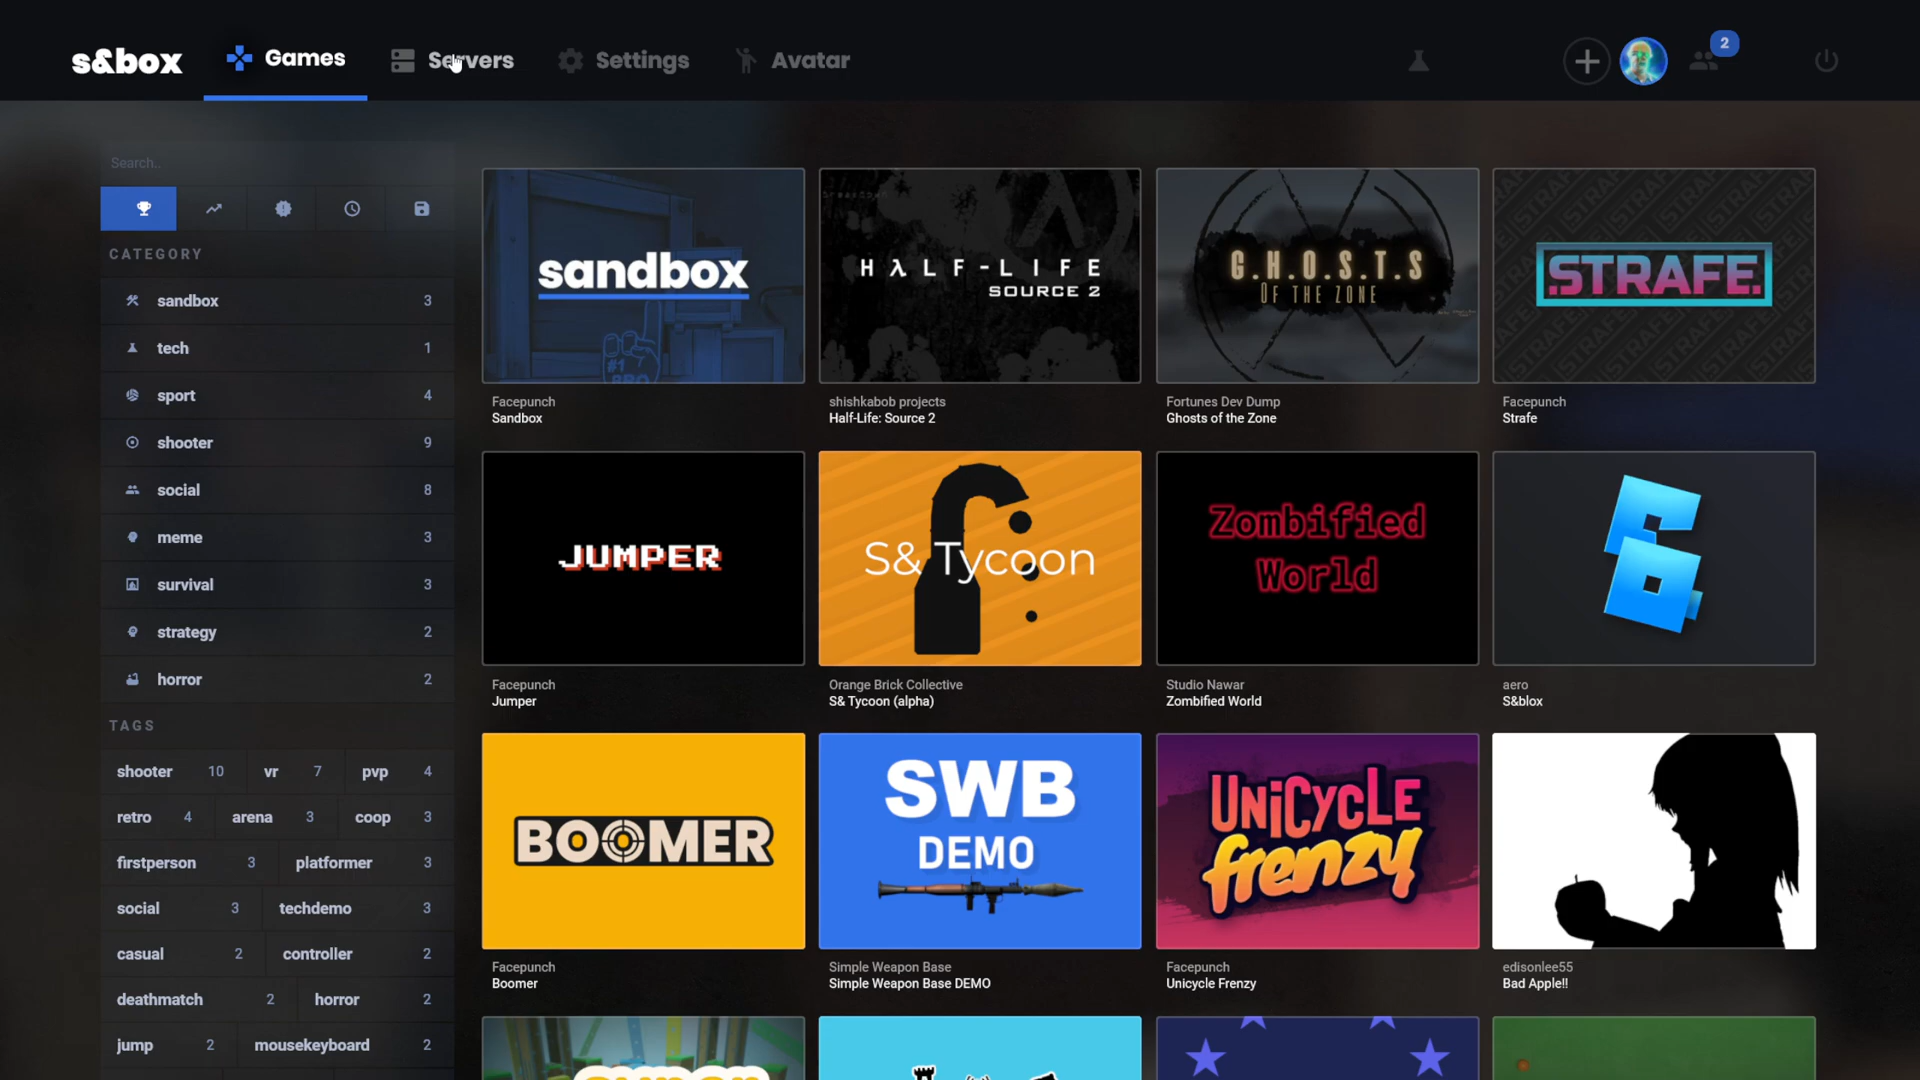 s&box
Games
Servers
Settings
Avatar
2
Search..
CATEGORY
sandbox 3
tech 1
sport 4
shooter 9
social 8
meme 3
survival 3
strategy 2
horror 2
TAGS
shooter 10 vr 7 pvp 4
retro 4 arena 3 coop 3
firstperson 3 platformer 3
social 3 techdemo 3
casual 2 controller 2
deathmatch 2 horror 2
jump 2 mousekeyboard 2
sandbox
#1
PRO
Facepunch
Sandbox
HλLF-LIFE
SOURCE 2
shishkabob projects
Half-Life: Source 2
G.H.O.S.T.S
OF THE ZONE
Fortunes Dev Dump
Ghosts of the Zone
.STRAFE.
Facepunch
Strafe
JUMPER
Facepunch
Jumper
S& Tycoon
Orange Brick Collective
S& Tycoon (alpha)
Zombified
World
Studio Nawar
Zombified World
aero
S&blox
BOOMER
Facepunch
Boomer
SWB
DEMO
Simple Weapon Base
Simple Weapon Base DEMO
UNICYCLE
frenzy
Facepunch
Unicycle Frenzy
edisonlee55
Bad Apple!!